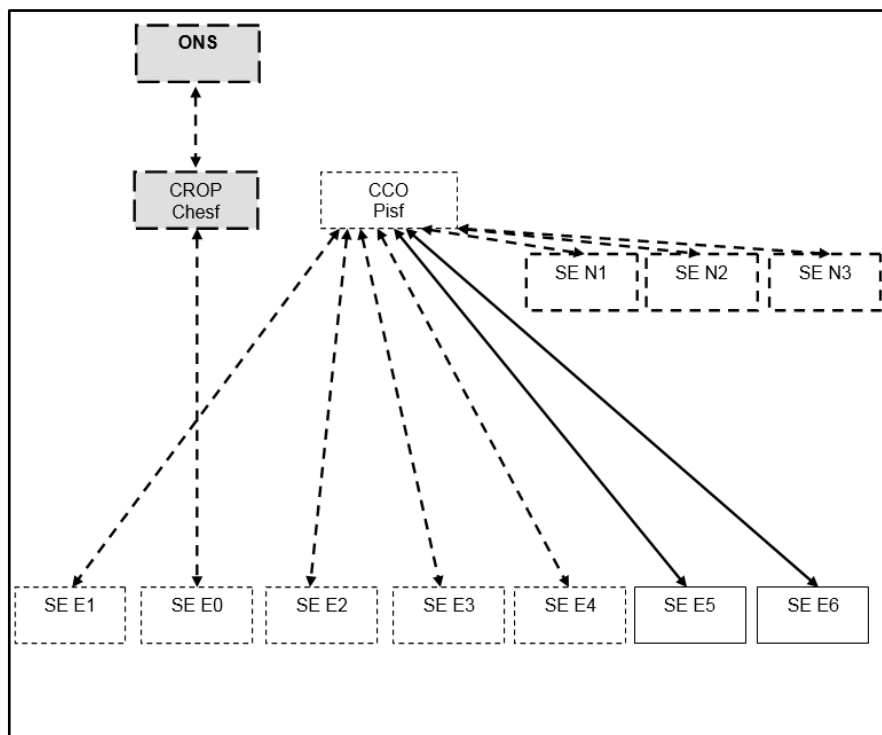 ONS
CROP
Chesf
CCO
Pisf
SE N1
SE N2
SE N3
SE E1
SE E0
SE E2
SE E3
SE E4
SE E5
SE E6